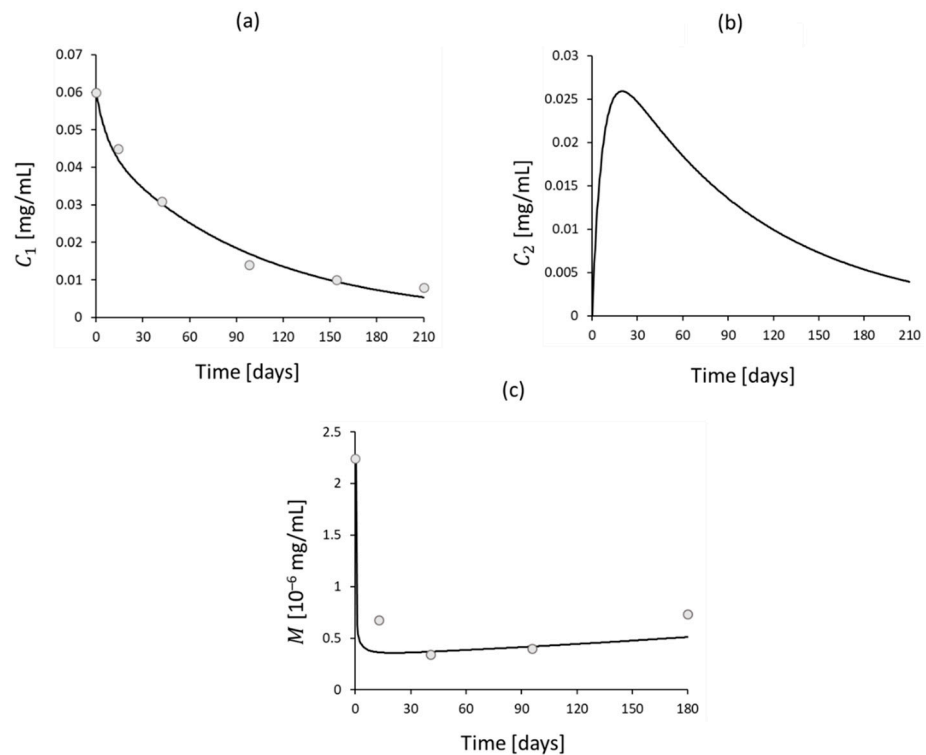 (a)
0.07
0.06
0.05
0.04
0.03
0.02
0.01
0
0 30 60 90 120 150 180 210
C₁ [mg/mL]
Time [days]
(b)
0.03
0.025
0.02
0.015
0.01
0.005
0
0 30 60 90 120 150 180 210
C₂ [mg/mL]
Time [days]
(c)
2.5
2
1.5
1
0.5
0
0 30 60 90 120 150 180
M [10⁻⁶ mg/mL]
Time [days]